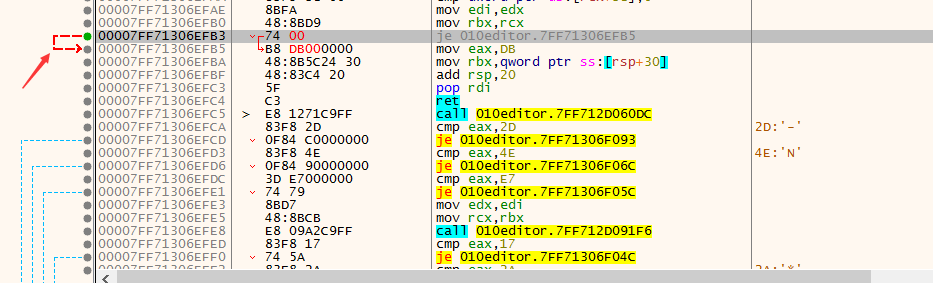 00007FF71306EFAE 8BFA mov edi,edx
00007FF71306EFB0 48:8BD9 mov rbx,rcx
00007FF71306EFB3 74 00 je 010editor.7FF71306EFB5
00007FF71306EFB5 B8 DB000000 mov eax,DB
00007FF71306EFBA 48:8B5C24 30 mov rbx,qword ptr ss:[rsp+30]
00007FF71306EFBF 48:83C4 20 add rsp,20
00007FF71306EFC3 5F pop rdi
00007FF71306EFC4 C3 ret
00007FF71306EFC5 > E8 1271C9FF call 010editor.7FF712D060DC
00007FF71306EFCA 83F8 2D cmp eax,2D 2D:'-'
00007FF71306EFCD 0F84 C0000000 je 010editor.7FF71306F093
00007FF71306EFD3 83F8 4E cmp eax,4E 4E:'N'
00007FF71306EFD6 0F84 90000000 je 010editor.7FF71306F06C
00007FF71306EFDC 3D E7000000 cmp eax,E7
00007FF71306EFE1 74 79 je 010editor.7FF71306F05C
00007FF71306EFE3 8BD7 mov edx,edi
00007FF71306EFE5 48:8BCB mov rcx,rbx
00007FF71306EFE8 E8 09A2C9FF call 010editor.7FF712D091F6
00007FF71306EFED 83F8 17 cmp eax,17
00007FF71306EFF0 74 5A je 010editor.7FF71306F04C